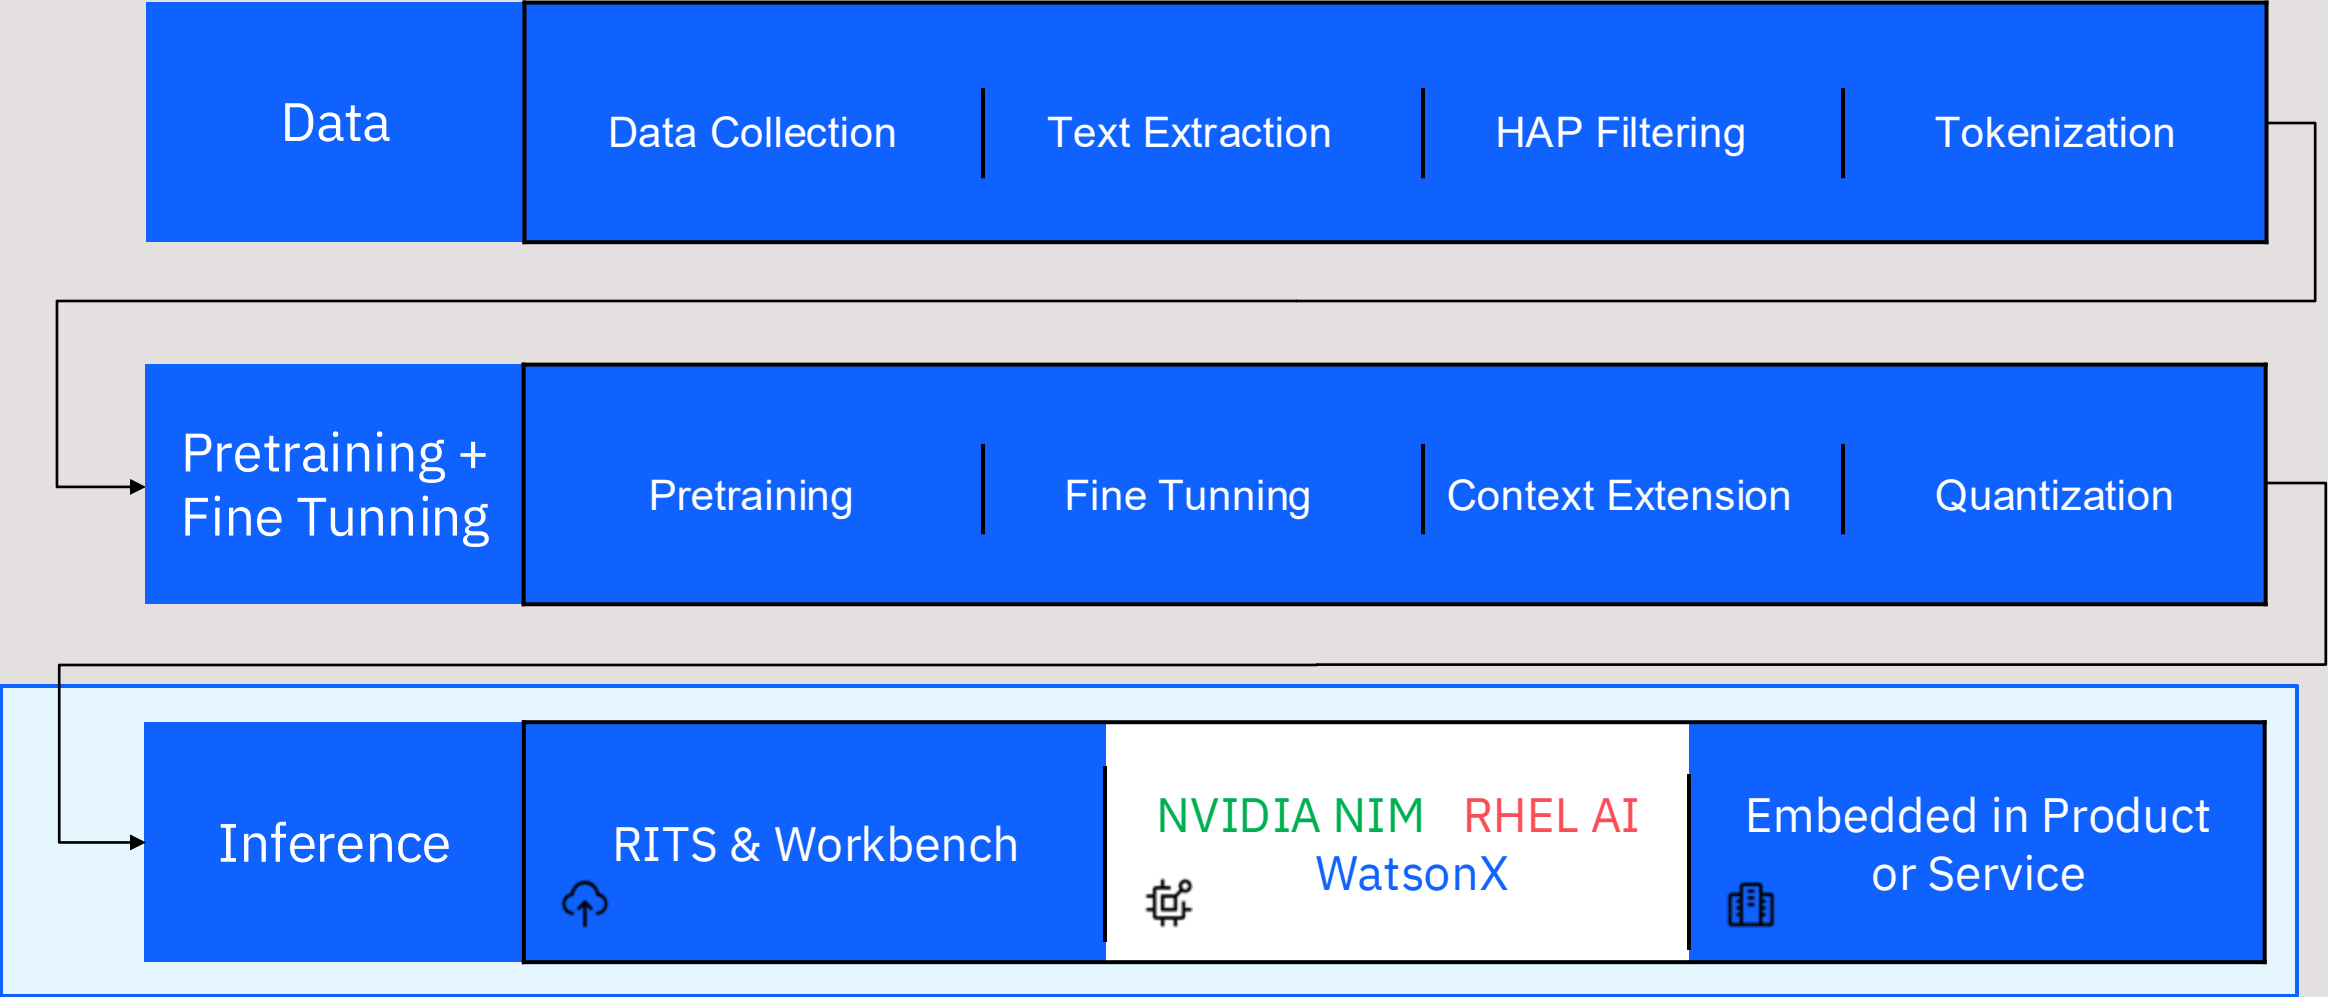 Data
Data Collection
Text Extraction
HAP Filtering
Tokenization
Pretraining +
Fine Tunning
Pretraining
Fine Tunning
Context Extension
Quantization
Inference
RITS & Workbench
NVIDIA NIM RHEL AI
WatsonX
Embedded in Product
or Service